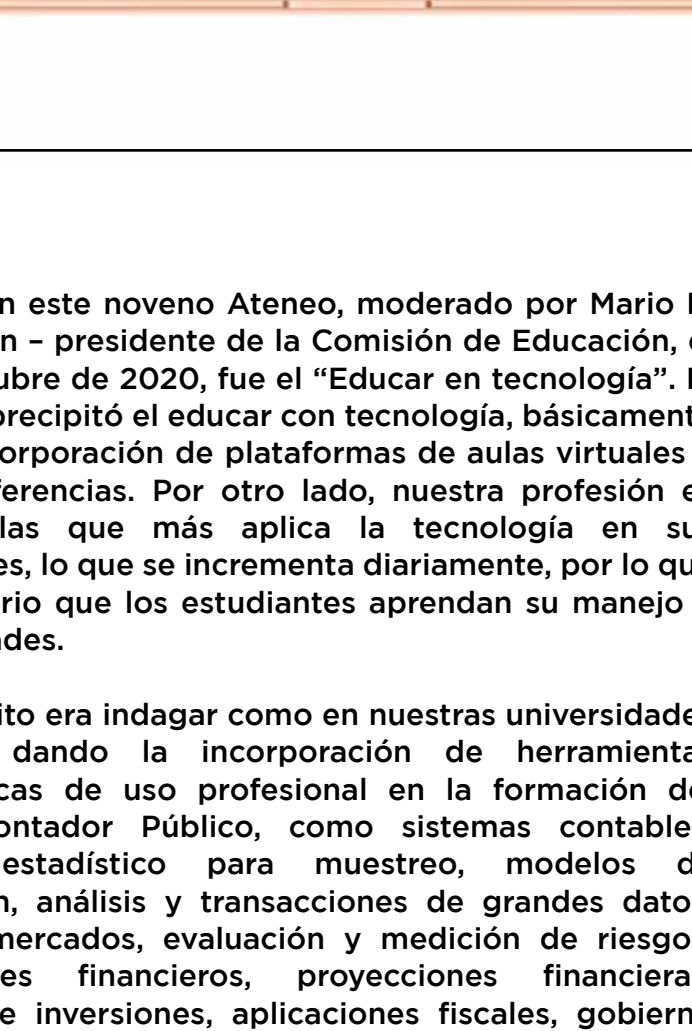 n este noveno Ateneo, moderado por Mario
n – presidente de la Comisión de Educación,
ubre de 2020, fue el “Educar en tecnología”.
precipitó el educar con tecnología, básicament
orporación de plataformas de aulas virtuales
ferencias. Por otro lado, nuestra profesión e
las que más aplica la tecnología en su
es, lo que se incrementa diariamente, por lo qu
rio que los estudiantes aprendan su manejo
ades.
ito era indagar como en nuestras universidade
dando la incorporación de herramienta
cas de uso profesional en la formación de
ontador Público, como sistemas contable
estadístico para muestreo, modelos d
n, análisis y transacciones de grandes dato
mercados, evaluación y medición de riesgo
es financieros, proyecciones financiera
e inversiones, aplicaciones fiscales, gobiern